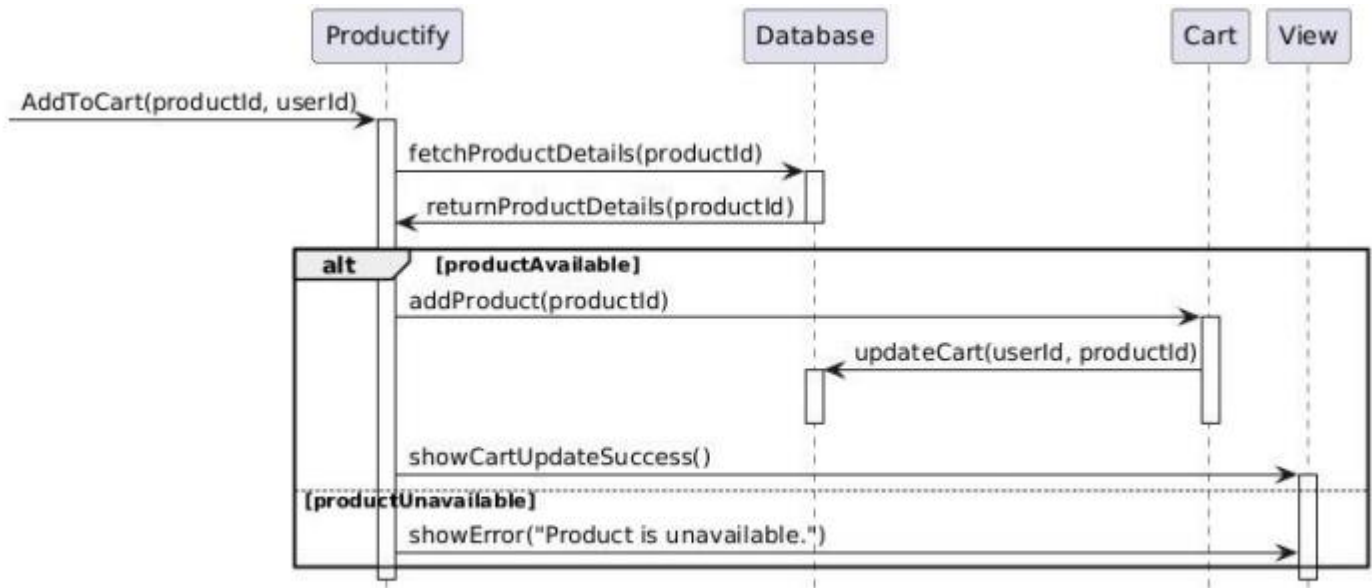 Productify Database Cart View
AddToCart(productId, userId)
fetchProductDetails(productId)
returnProductDetails(productId)
alt [productAvailable]
addProduct(productId)
updateCart(userId, productId)
showCartUpdateSuccess()
[productUnavailable]
showError("Product is unavailable.")